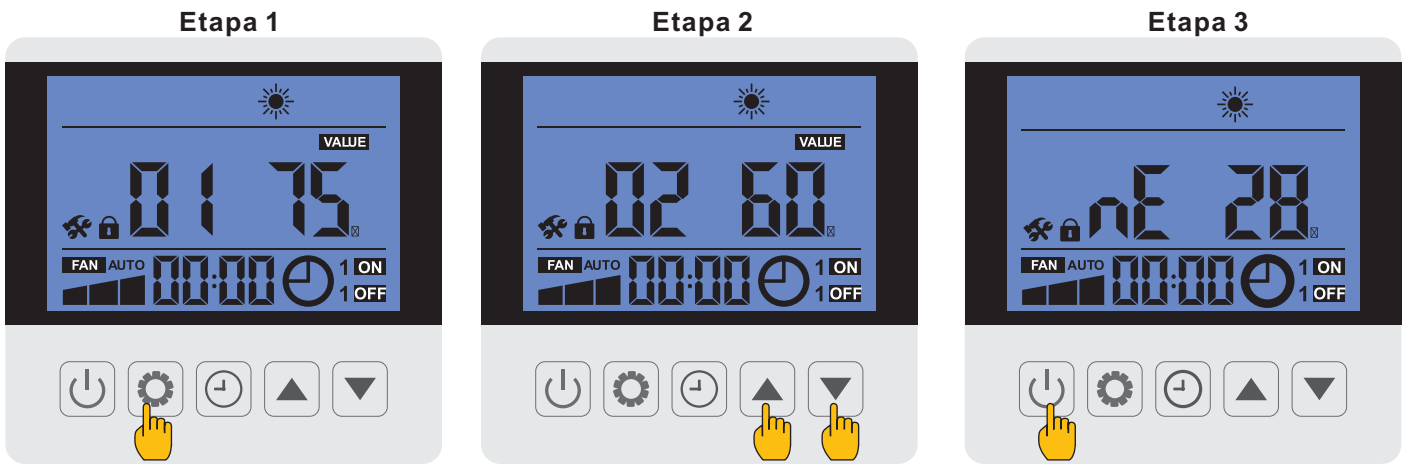 Etapa 1
VALUE
01 75
FAN AUTO 00:00 1 ON
1 OFF
Etapa 2
VALUE
02 60
FAN AUTO 00:00 1 ON
1 OFF
Etapa 3
nE 28
FAN AUTO 00:00 1 ON
1 OFF